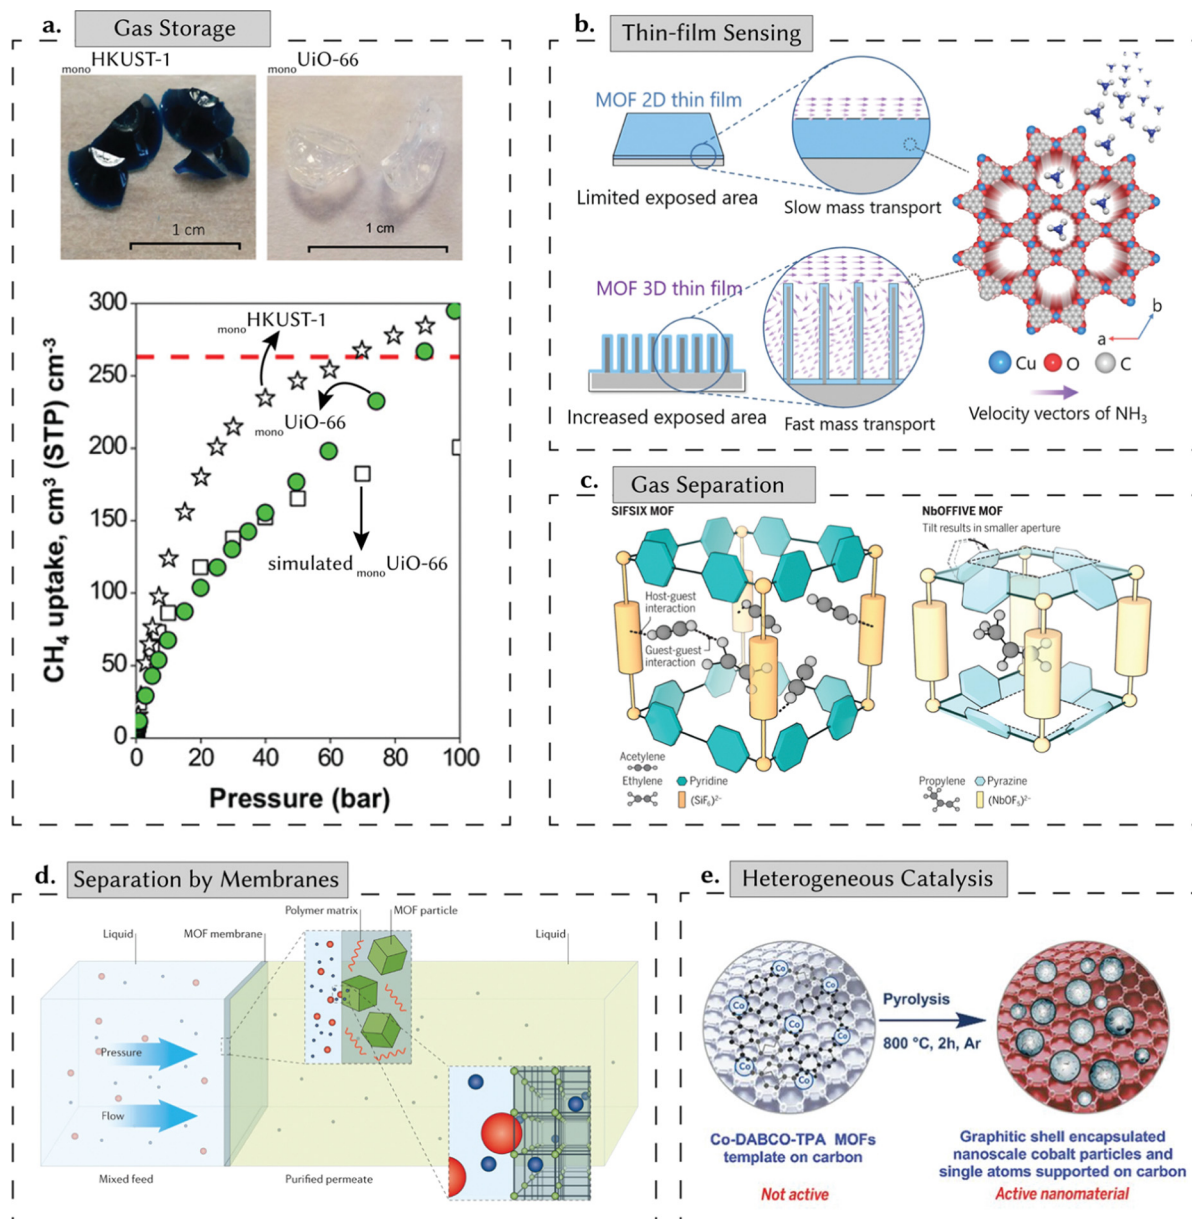 a.
Gas Storage
monoHKUST-1
monoUiO-66
1 cm
1 cm
300
250
200
150
100
50
0
CH4 uptake, cm3 (STP) cm-3
monoHKUST-1
monoUiO-66
simulated monoUiO-66
0
20
40
60
80
100
Pressure (bar)
b.
Thin-film Sensing
MOF 2D thin film
Limited exposed area
Slow mass transport
MOF 3D thin film
Increased exposed area
Fast mass transport
b
a
Cu
O
C
Velocity vectors of NH3
c.
Gas Separation
SIFSIX MOF
Host-guest
interaction
Guest-guest
interaction
Acetylene
Ethylene
Pyridine
(SiF6)2−
NbOFFIVE MOF
Tilt results in smaller aperture
Propylene
Pyrazine
(NbOF5)2−
d.
Separation by Membranes
Polymer matrix
MOF particle
Liquid
MOF membrane
Liquid
Pressure
Flow
Mixed feed
Purified permeate
e.
Heterogeneous Catalysis
Co
Co
Co
Co
Co
Co
Co
Pyrolysis
800 °C, 2h, Ar
Co-DABCO-TPA MOFs
template on carbon
Not active
Graphitic shell encapsulated
nanoscale cobalt particles and
single atoms supported on carbon
Active nanomaterial